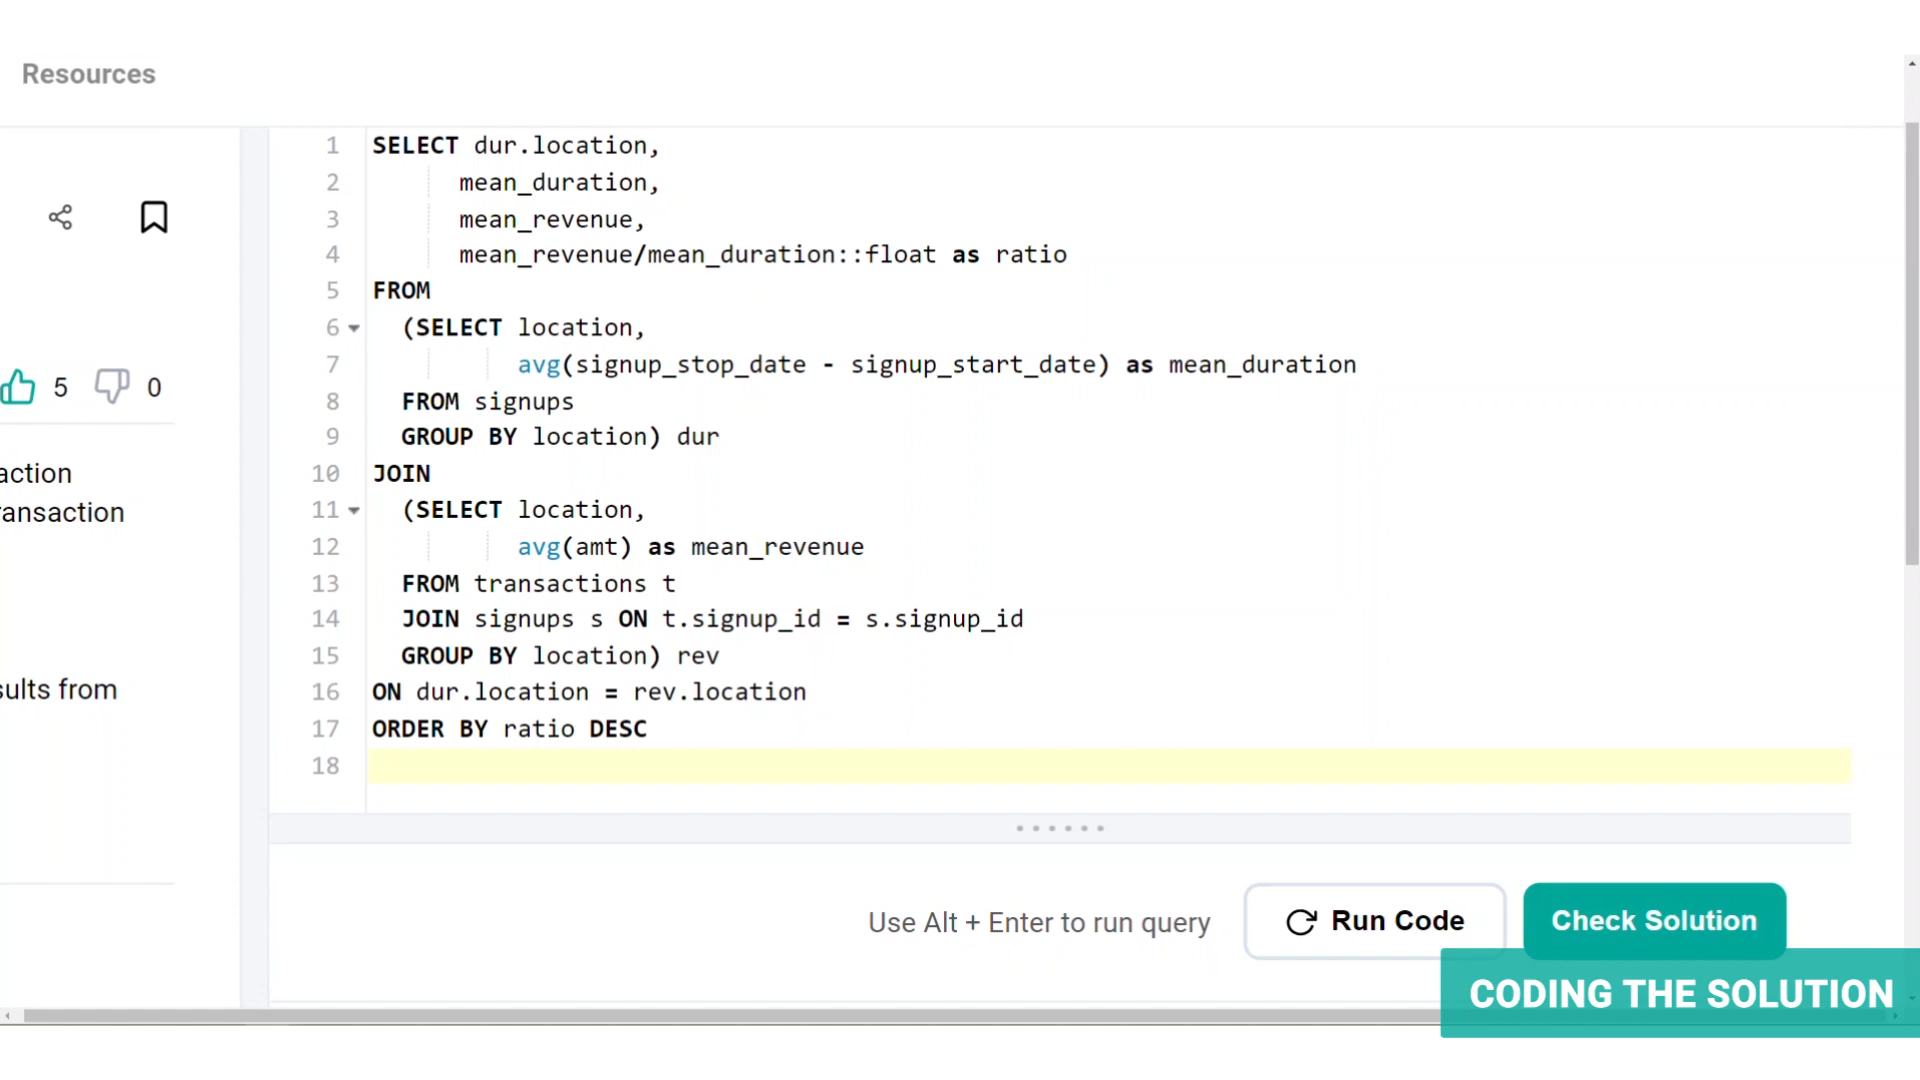 Resources
5 0
action
ransaction
sults from
1 SELECT dur.location,
2 mean_duration,
3 mean_revenue,
4 mean_revenue/mean_duration::float as ratio
5 FROM
6 (SELECT location,
7 avg(signup_stop_date - signup_start_date) as mean_duration
8 FROM signups
9 GROUP BY location) dur
10 JOIN
11 (SELECT location,
12 avg(amt) as mean_revenue
13 FROM transactions t
14 JOIN signups s ON t.signup_id = s.signup_id
15 GROUP BY location) rev
16 ON dur.location = rev.location
17 ORDER BY ratio DESC
18
Use Alt + Enter to run query Run Code Check Solution
CODING THE SOLUTION